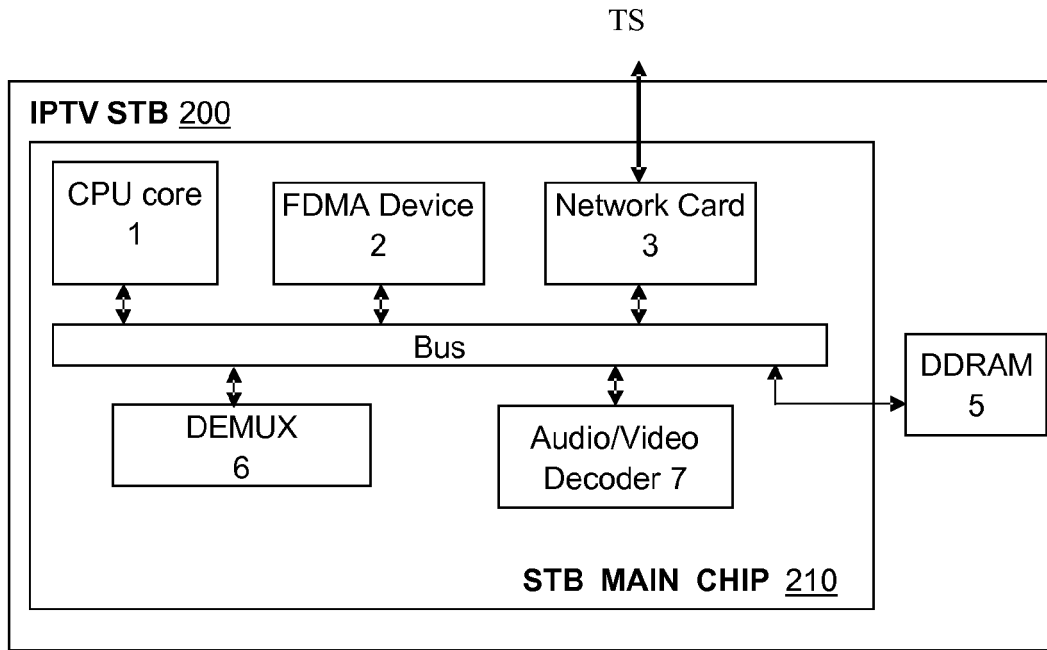 TS
IPTV STB 200
CPU core
1
FDMA Device
2
Network Card
3
Bus
DDRAM
5
DEMUX
6
Audio/Video
Decoder 7
STB MAIN CHIP 210